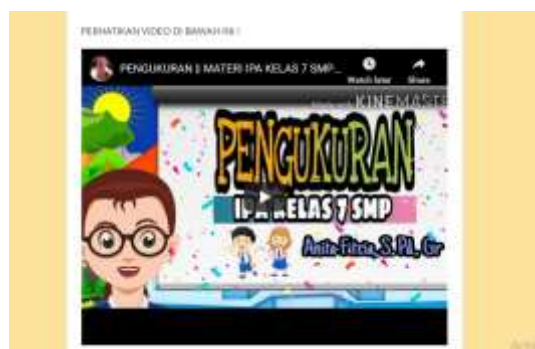 PERHATIKAN VIDEO DI BAWAH INI !
PENGUKURAN || MATERI IPA KELAS 7 SMP...
Watch later
Share
KINEMASTER
PENGUKURAN
IPA KELAS 7 SMP
Anita Fitria, S. Pd, Gr